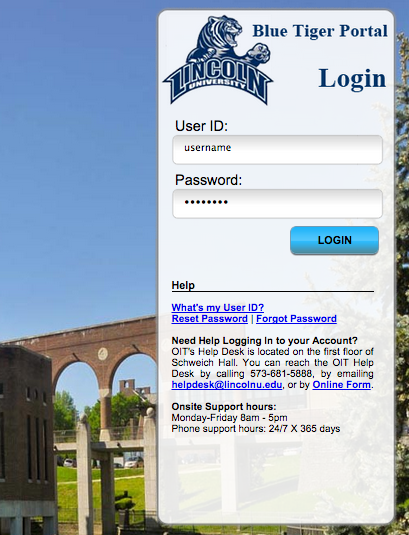 Blue Tiger Portal
LINCOLN
UNIVERSITY
Login
User ID:
username
Password:
••••••••
LOGIN
Help
What's my User ID?
Reset Password | Forgot Password
Need Help Logging In to your Account?
OIT's Help Desk is located on the first floor of
Schweich Hall. You can reach the OIT Help
Desk by calling 573-681-5888, by emailing
helpdesk@lincolnu.edu, or by Online Form.
Onsite Support hours:
Monday-Friday 8am - 5pm
Phone support hours: 24/7 X 365 days